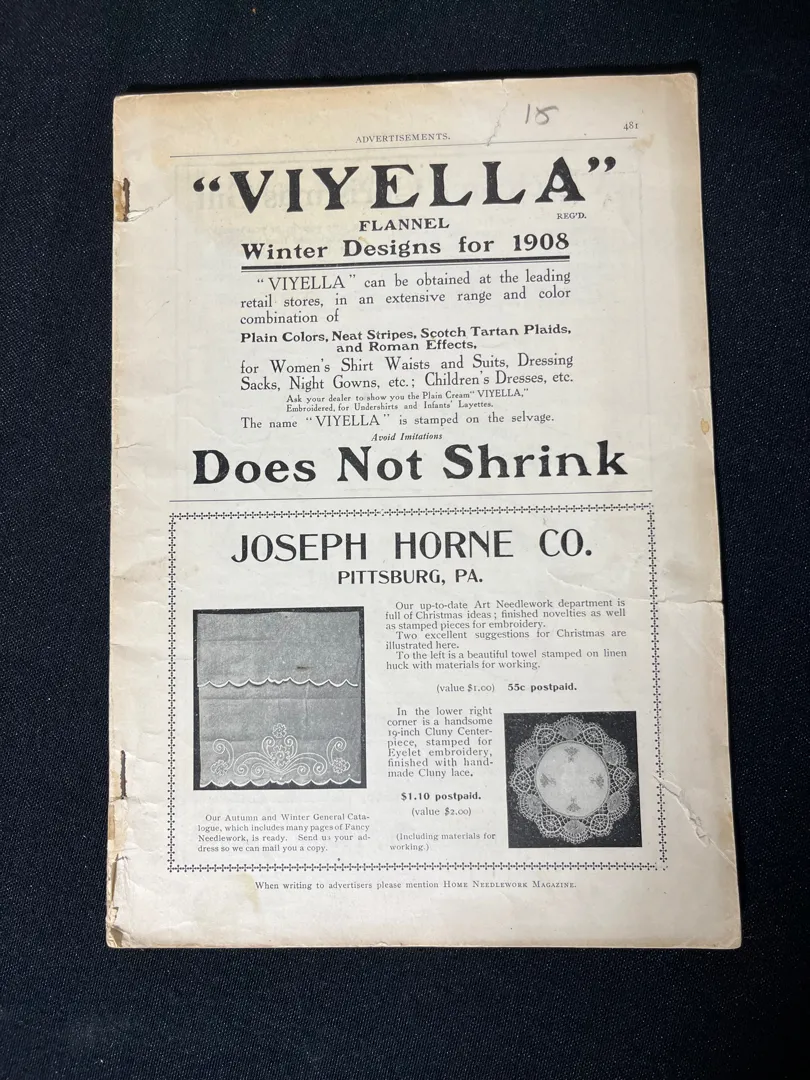 18
ADVERTISEMENTS. 481
“VIYELLA”
REG'D.
FLANNEL
Winter Designs for 1908
“VIYELLA” can be obtained at the leading
retail stores, in an extensive range and color
combination of
Plain Colors, Neat Stripes, Scotch Tartan Plaids,
and Roman Effects,
for Women's Shirt Waists and Suits, Dressing
Sacks, Night Gowns, etc.; Children's Dresses, etc.
Ask your dealer to show you the Plain Cream “VIYELLA,”
Embroidered, for Undershirts and Infants' Layettes.
The name “VIYELLA” is stamped on the selvage.
Avoid Imitations
Does Not Shrink
JOSEPH HORNE CO.
PITTSBURG, PA.
Our up-to-date Art Needlework department is
full of Christmas ideas; finished novelties as well
as stamped pieces for embroidery.
Two excellent suggestions for Christmas are
illustrated here.
To the left is a beautiful towel stamped on linen
huck with materials for working.
(value $1.00) 55c postpaid.
In the lower right
corner is a handsome
19-inch Cluny Center-
piece, stamped for
Eyelet embroidery,
finished with hand-
made Cluny lace.
$1.10 postpaid.
(value $2.00)
(Including materials for
working.)
Our Autumn and Winter General Cata-
logue, which includes many pages of Fancy
Needlework, is ready. Send us your ad-
dress so we can mail you a copy.
When writing to advertisers please mention HOME NEEDLEWORK MAGAZINE.